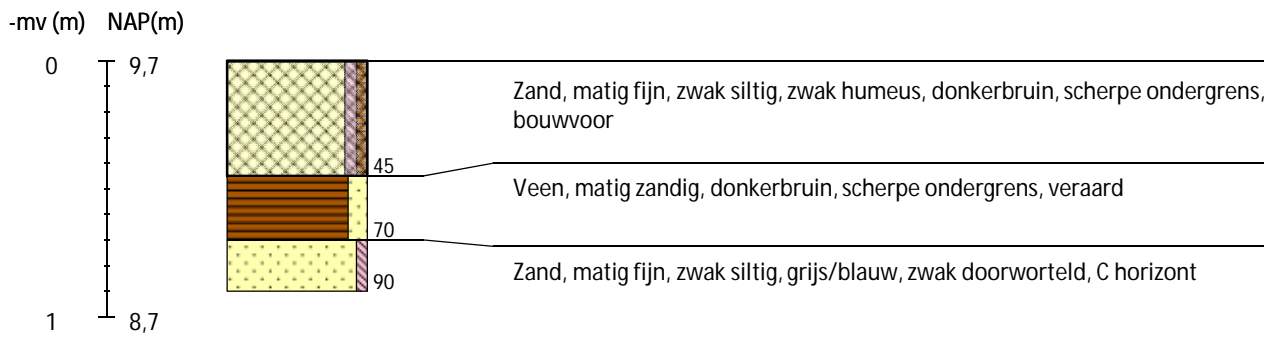 -mv (m) NAP(m)
0 9,7
Zand, matig fijn, zwak siltig, zwak humeus, donkerbruin, scherpe ondergrens,
bouwvoor
45
Veen, matig zandig, donkerbruin, scherpe ondergrens, veraard
70
Zand, matig fijn, zwak siltig, grijs/blauw, zwak doorworteld, C horizont
90
1 8,7